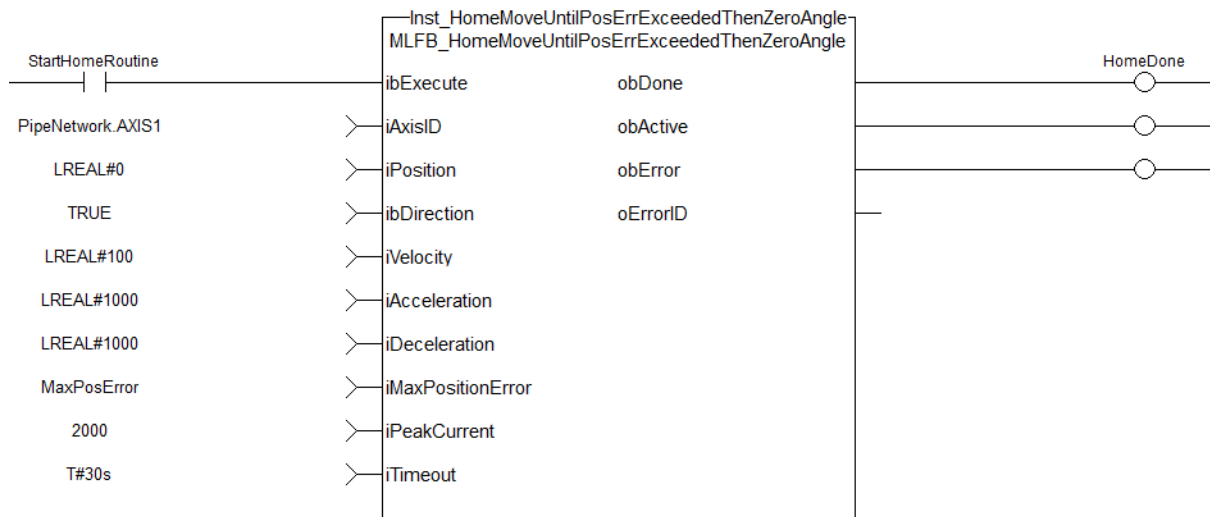 Inst_HomeMoveUntilPosErrExceededThenZeroAngle
MLFB_HomeMoveUntilPosErrExceededThenZeroAngle
StartHomeRoutine
HomeDone
ibExecute obDone
PipeNetwork.AXIS1 iAxisID obActive
LREAL#0 iPosition obError
TRUE ibDirection oErrorID
LREAL#100 iVelocity
LREAL#1000 iAcceleration
LREAL#1000 iDeceleration
MaxPosError iMaxPositionError
2000 iPeakCurrent
T#30s iTimeout